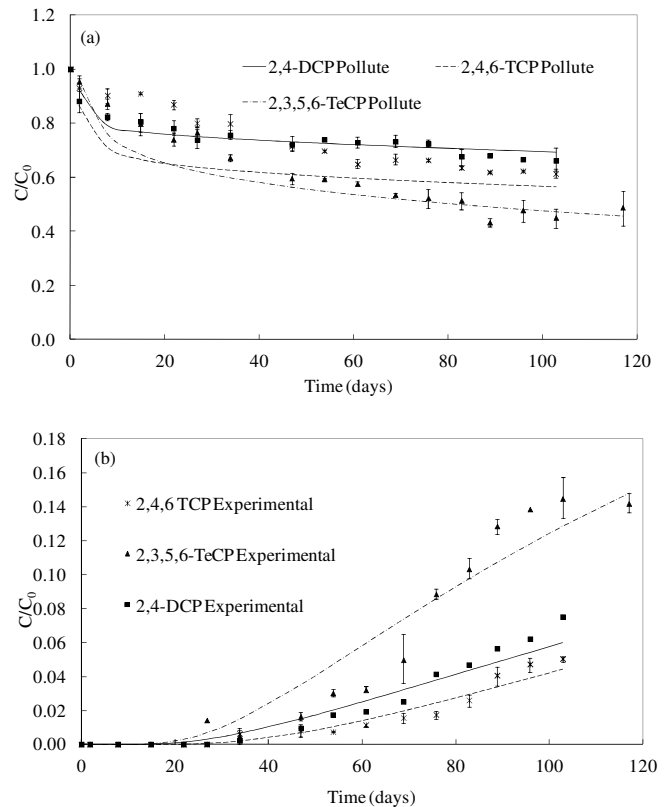 (a)
2,4-DCP Pollute
2,4,6-TCP Pollute
2,3,5,6-TeCP Pollute
1.2
1.0
0.8
0.6
0.4
0.2
0.0
C/C₀
0 20 40 60 80 100 120
Time (days)
(b)
2,4,6 TCP Experimental
2,3,5,6-TeCP Experimental
2,4-DCP Experimental
0.18
0.16
0.14
0.12
0.10
0.08
0.06
0.04
0.02
0.00
C/C₀
0 20 40 60 80 100 120
Time (days)